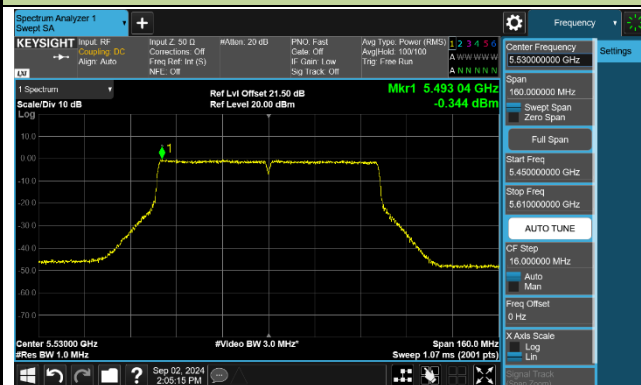 Spectrum Analyzer 1
Swept SA
Frequency
KEYSIGHT
Input: RF
Coupling: DC
Align: Auto
Input Z: 50 Ω
Corrections: Off
Freq Ref: Int (S)
NFE: Off
#Atten: 20 dB
PNO: Fast
Gate: Off
IF Gain: Low
Sig Track: Off
Avg Type: Power (RMS)
Avg|Hold: 100/100
Trig: Free Run
1 2 3 4 5 6
A W W W W W
A N N N N N
LXI
1 Spectrum
Scale/Div 10 dB
Log
Ref Lvl Offset 21.50 dB
Ref Level 20.00 dBm
Mkr1 5.493 04 GHz
-0.344 dBm
1
10.0
0.00
-10.0
-20.0
-30.0
-40.0
-50.0
-60.0
-70.0
Center 5.53000 GHz
#Res BW 1.0 MHz
#Video BW 3.0 MHz*
Span 160.0 MHz
Sweep 1.07 ms (2001 pts)
Sep 02, 2024
2:05:15 PM
Center Frequency
5.530000000 GHz
Settings
Span
160.000000 MHz
Swept Span
Zero Span
Full Span
Start Freq
5.450000000 GHz
Stop Freq
5.610000000 GHz
AUTO TUNE
CF Step
16.000000 MHz
Auto
Man
Freq Offset
0 Hz
X Axis Scale
Log
Lin
Signal Track
(Span Zoom)